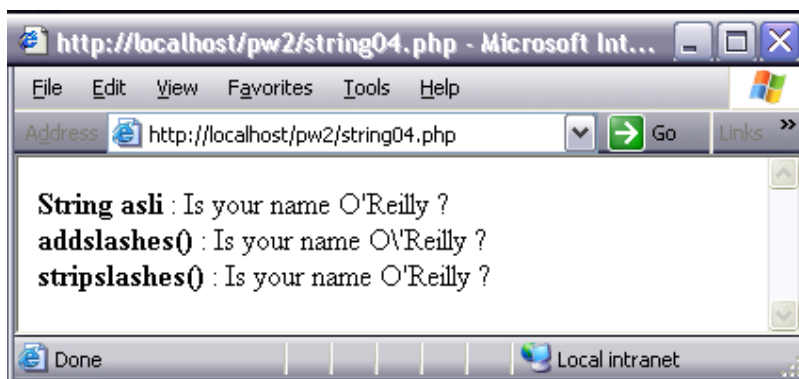 http://localhost/pw2/string04.php - Microsoft Int...
File Edit View Favorites Tools Help
Address http://localhost/pw2/string04.php Go Links »
String asli : Is your name O'Reilly ?
addslashes() : Is your name O\'Reilly ?
stripslashes() : Is your name O'Reilly ?
Done Local intranet